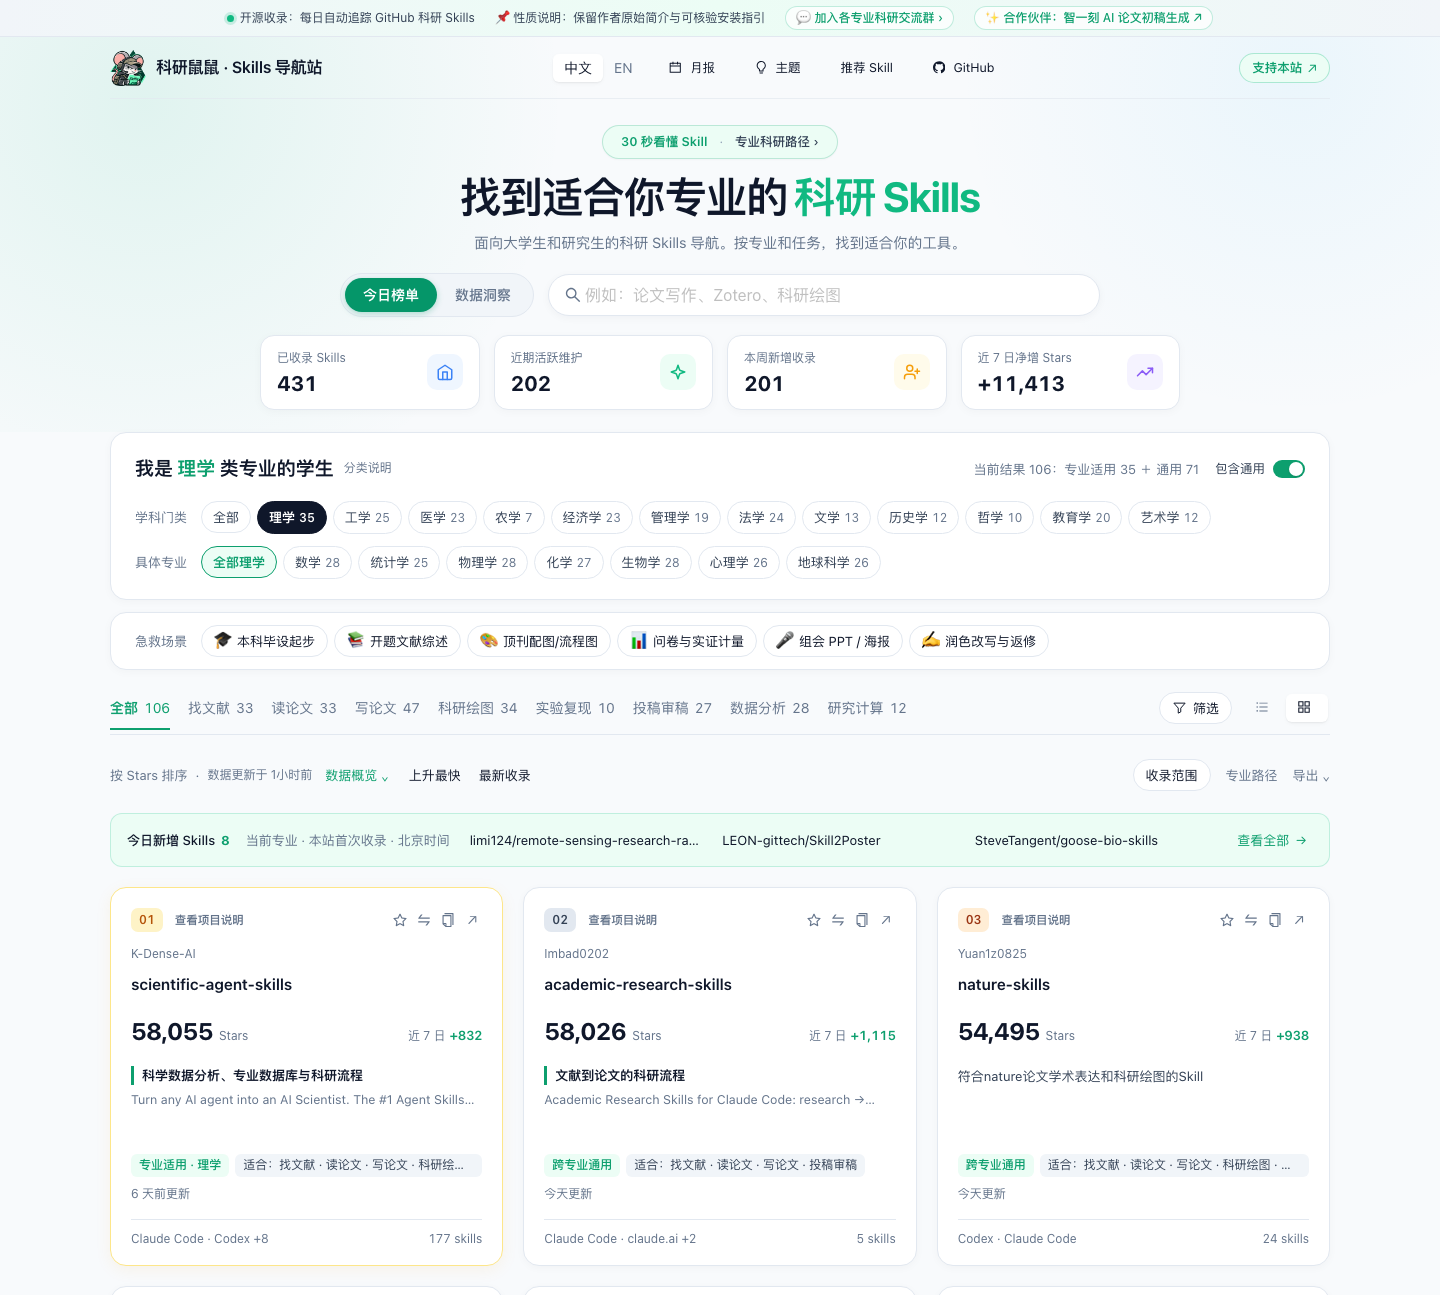 开源收录：每日自动追踪 GitHub 科研 Skills
性质说明：保留作者原始简介与可核验安装指引
加入各专业科研交流群 ›
合作伙伴：智一刻 AI 论文初稿生成 ↗
科研鼠鼠 · Skills 导航站
中文 EN 月报 主题 推荐 Skill GitHub
支持本站 ↗
30 秒看懂 Skill · 专业科研路径 ›
找到适合你专业的 科研 Skills
面向大学生和研究生的科研 Skills 导航。按专业和任务，找到适合你的工具。
今日榜单 数据洞察 例如：论文写作、Zotero、科研绘图
已收录 Skills
431
近期活跃维护
202
本周新增收录
201
近 7 日净增 Stars
+11,413
我是 理学 类专业的学生 分类说明
当前结果 106：专业适用 35 + 通用 71 包含通用
学科门类 全部 理学 35 工学 25 医学 23 农学 7 经济学 23 管理学 19 法学 24 文学 13 历史学 12 哲学 10 教育学 20 艺术学 12
具体专业 全部理学 数学 28 统计学 25 物理学 28 化学 27 生物学 28 心理学 26 地球科学 26
急救场景 本科毕设起步 开题文献综述 顶刊配图/流程图 问卷与实证计量 组会 PPT / 海报 润色改写与返修
全部 106 找文献 33 读论文 33 写论文 47 科研绘图 34 实验复现 10 投稿审稿 27 数据分析 28 研究计算 12
筛选
按 Stars 排序 · 数据更新于 1小时前 数据概览 ⌄ 上升最快 最新收录
收录范围 专业路径 导出 ⌄
今日新增 Skills 8 当前专业 · 本站首次收录 · 北京时间 limi124/remote-sensing-research-ra... LEON-gittech/Skill2Poster SteveTangent/goose-bio-skills 查看全部 →
01 查看项目说明
K-Dense-AI
scientific-agent-skills
58,055 Stars 近 7 日 +832
科学数据分析、专业数据库与科研流程
Turn any AI agent into an AI Scientist. The #1 Agent Skills...
专业适用 · 理学 适合：找文献 · 读论文 · 写论文 · 科研绘...
6 天前更新
Claude Code · Codex +8 177 skills
02 查看项目说明
Imbad0202
academic-research-skills
58,026 Stars 近 7 日 +1,115
文献到论文的科研流程
Academic Research Skills for Claude Code: research →...
跨专业通用 适合：找文献 · 读论文 · 写论文 · 投稿审稿
今天更新
Claude Code · claude.ai +2 5 skills
03 查看项目说明
Yuan1z0825
nature-skills
54,495 Stars 近 7 日 +938
符合nature论文学术表达和科研绘图的Skill
跨专业通用 适合：找文献 · 读论文 · 写论文 · 科研绘图 · ...
今天更新
Codex · Claude Code 24 skills